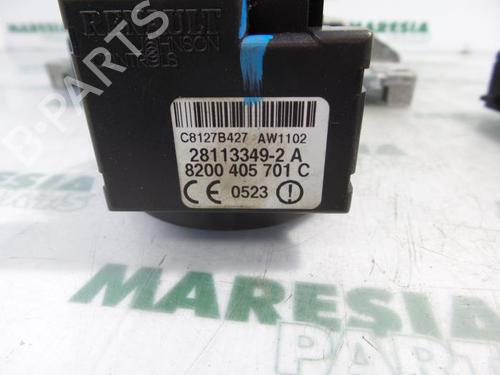 RENAULT
JOHNSON
CONTROLS
C8127B427 AW1102
28113349-2 A
8200 405 701 C
CE 0523
B-PARTS
MARESIA
MARESIA
PARTS